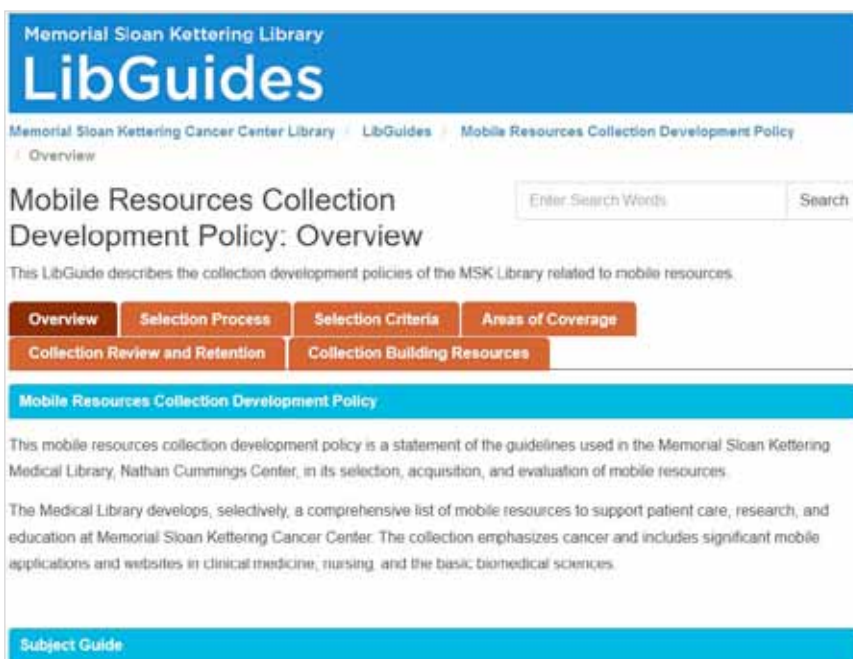 Memorial Sloan Kettering Library
LibGuides
Memorial Sloan Kettering Cancer Center Library / LibGuides / Mobile Resources Collection Development Policy
/ Overview
Mobile Resources Collection
Development Policy: Overview
Enter Search Words
Search
This LibGuide describes the collection development policies of the MSK Library related to mobile resources.
Overview
Selection Process
Selection Criteria
Areas of Coverage
Collection Review and Retention
Collection Building Resources
Mobile Resources Collection Development Policy
This mobile resources collection development policy is a statement of the guidelines used in the Memorial Sloan Kettering
Medical Library, Nathan Cummings Center, in its selection, acquisition, and evaluation of mobile resources.
The Medical Library develops, selectively, a comprehensive list of mobile resources to support patient care, research, and
education at Memorial Sloan Kettering Cancer Center. The collection emphasizes cancer and includes significant mobile
applications and websites in clinical medicine, nursing, and the basic biomedical sciences.
Subject Guide